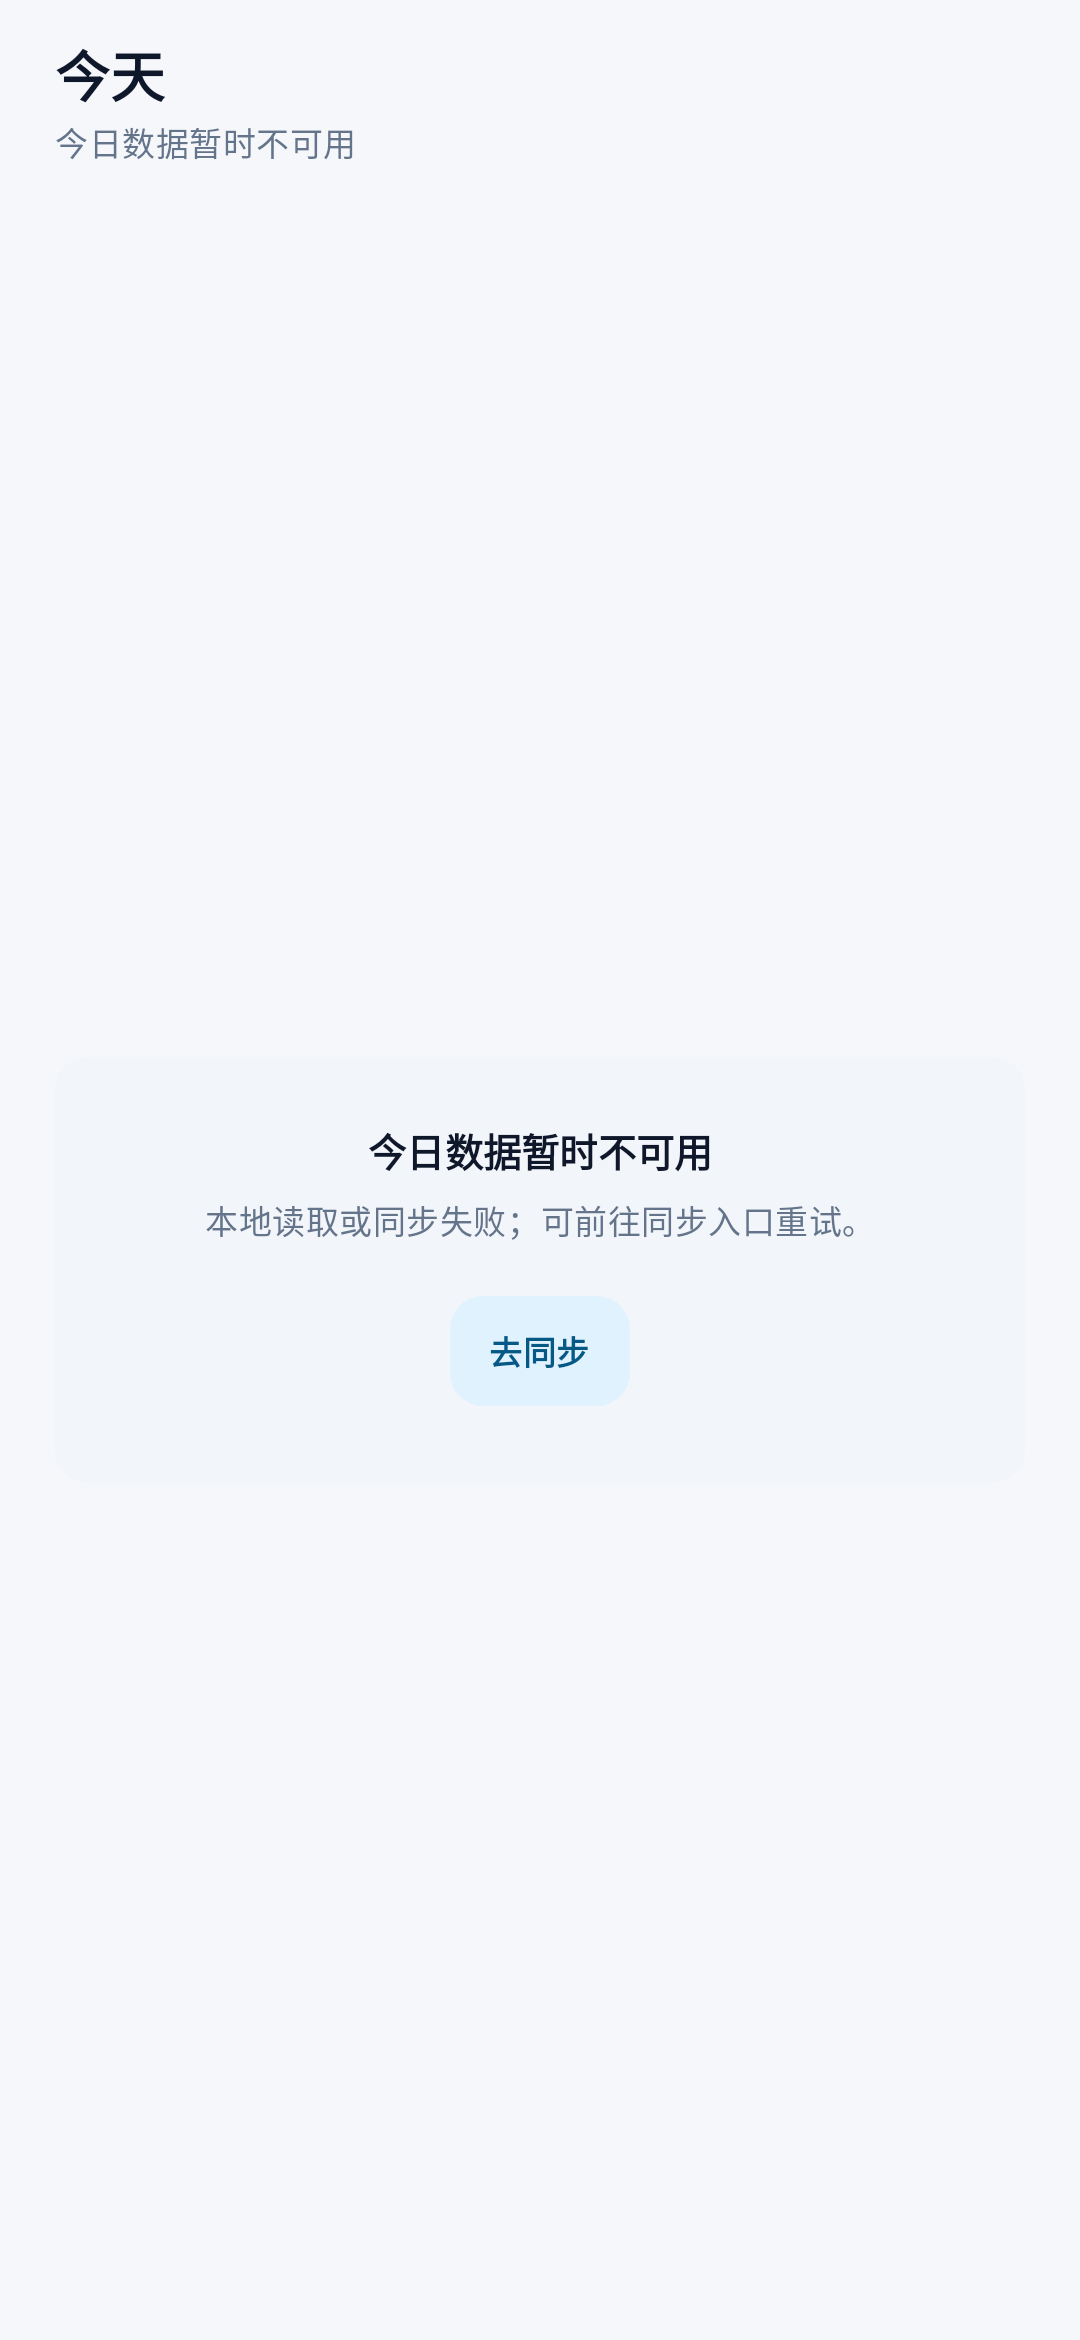 今天
今日数据暂时不可用
今日数据暂时不可用
本地读取或同步失败；可前往同步入口重试。
去同步